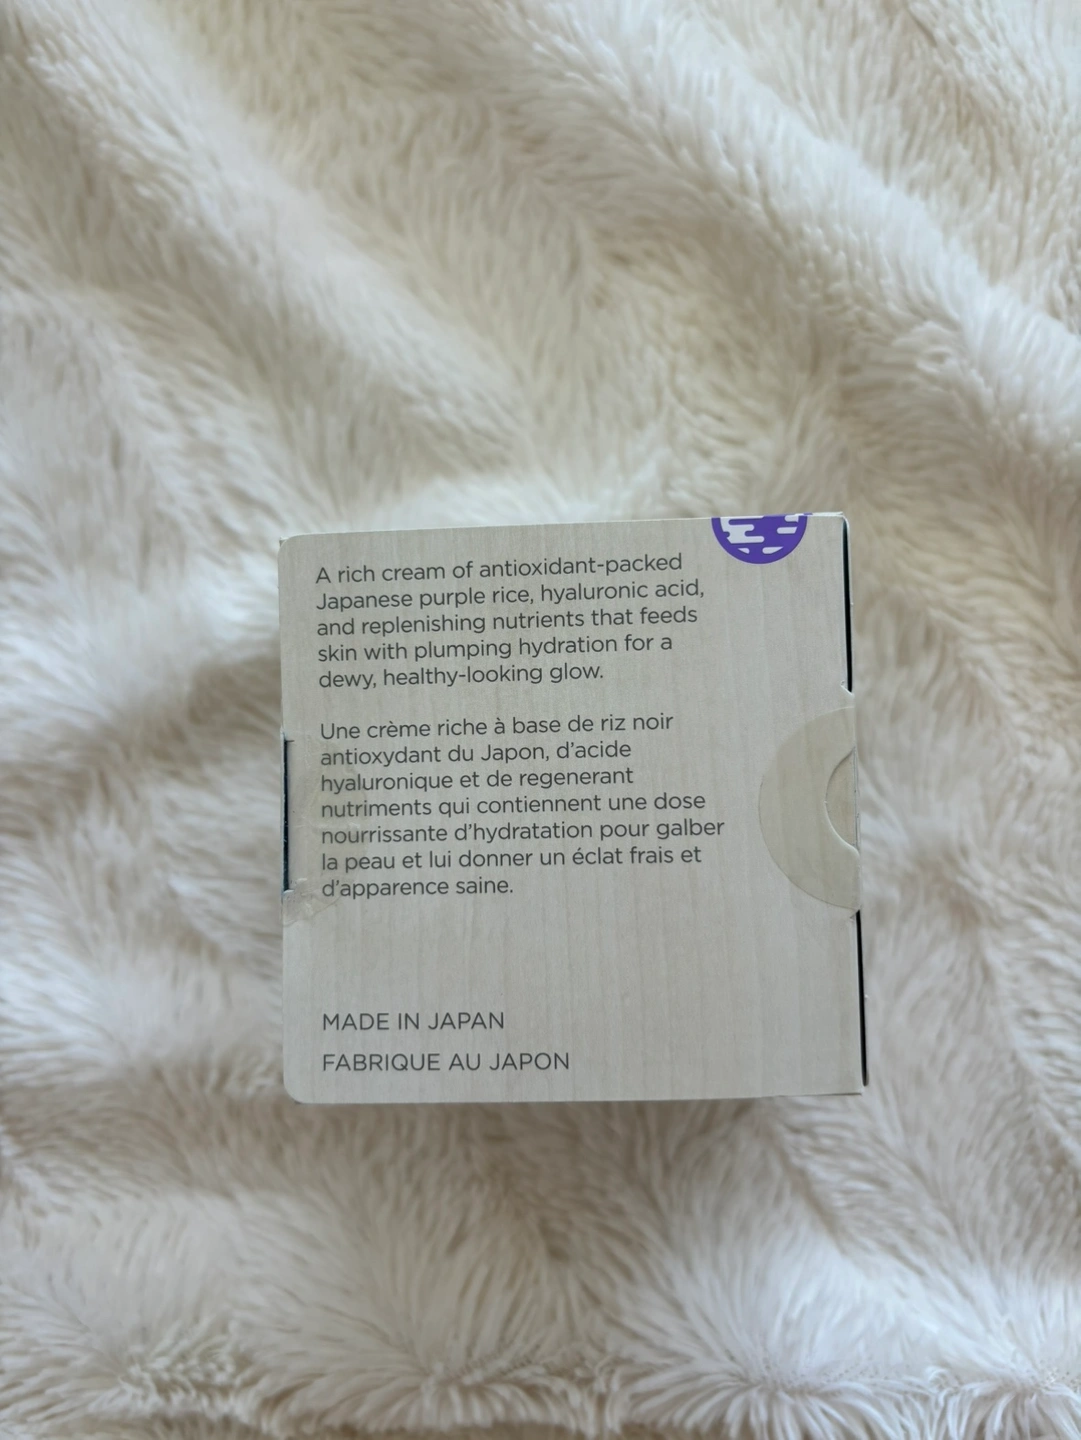 A rich cream of antioxidant-packed
Japanese purple rice, hyaluronic acid,
and replenishing nutrients that feeds
skin with plumping hydration for a
dewy, healthy-looking glow.
Une crème riche à base de riz noir
antioxydant du Japon, d'acide
hyaluronique et de regenerant
nutriments qui contiennent une dose
nourrissante d'hydratation pour galber
la peau et lui donner un éclat frais et
d'apparence saine.
MADE IN JAPAN
FABRIQUE AU JAPON